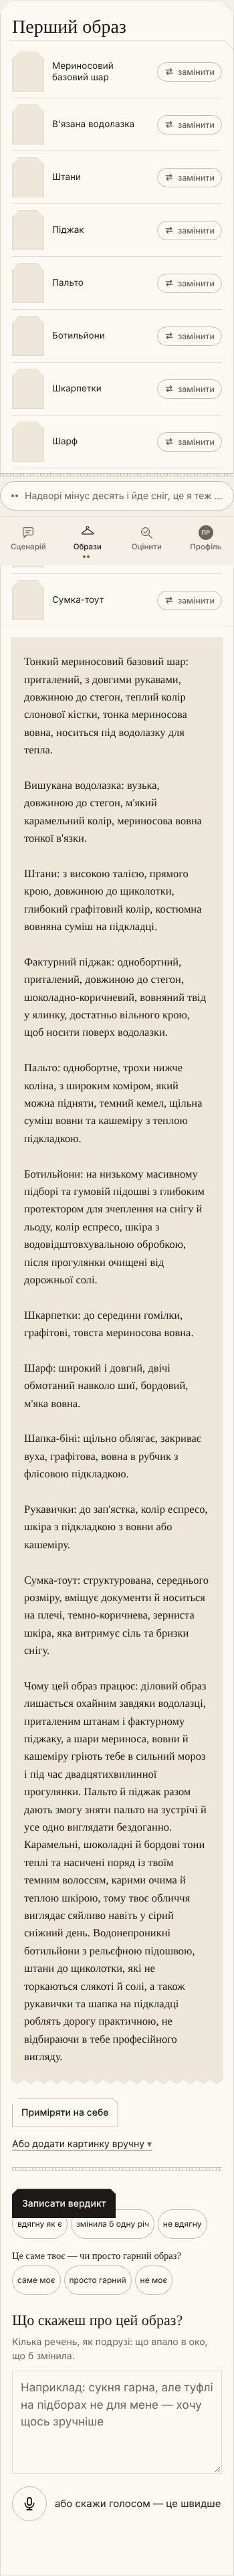 Перший образ
Мериносовий
базовий шар
замінити
В'язана водолазка
замінити
Штани
замінити
Піджак
замінити
Пальто
замінити
Ботильйони
замінити
Шкарпетки
замінити
Шарф
замінити
Надворі мінус десять і йде сніг, це я теж ...
Сценарій
Образи
Оцінити
ПР
Профіль
Сумка-тоут
замінити
Тонкий мериносовий базовий шар:
приталений, з довгими рукавами,
довжиною до стегон, теплий колір
слонової кістки, тонка мериносова
вовна, носиться під водолазку для
тепла.
Вишукана водолазка: вузька,
довжиною до стегон, м'який
карамельний колір, мериносова вовна
тонкої в'язки.
Штани: з високою талією, прямого
крою, довжиною до щиколотки,
глибокий графітовий колір, костюмна
вовняна суміш на підкладці.
Фактурний піджак: однобортний,
приталений, довжиною до стегон,
шоколадно-коричневий, вовняний твід
у ялинку, достатньо вільного крою,
щоб носити поверх водолазки.
Пальто: однобортне, трохи нижче
коліна, з широким коміром, який
можна підняти, темний кемел, щільна
суміш вовни та кашеміру з теплою
підкладкою.
Ботильйони: на низькому масивному
підборі та гумовій підошві з глибоким
протектором для зчеплення на снігу й
льоду, колір еспресо, шкіра з
водовідштовхувальною обробкою,
після прогулянки очищені від
дорожньої солі.
Шкарпетки: до середини гомілки,
графітові, товста мериносова вовна.
Шарф: широкий і довгий, двічі
обмотаний навколо шиї, бордовий,
м'яка вовна.
Шапка-біні: щільно облягає, закриває
вуха, графітова, вовна в рубчик з
флісовою підкладкою.
Рукавички: до зап'ястка, колір еспресо,
шкіра з підкладкою з вовни або
кашеміру.
Сумка-тоут: структурована, середнього
розміру, вміщує документи й носиться
на плечі, темно-коричнева, зерниста
шкіра, яка витримує сіль та бризки
снігу.
Чому цей образ працює: діловий образ
лишається охайним завдяки водолазці,
приталеним штанам і фактурному
піджаку, а шари мериноса, вовни й
кашеміру гріють тебе в сильний мороз
і під час двадцятихвилинної
прогулянки. Пальто й піджак разом
дають змогу зняти пальто на зустрічі й
усе одно виглядати бездоганно.
Карамельні, шоколадні й бордові тони
теплі та насичені поряд із твоїм
темним волоссям, карими очима й
теплою шкірою, тому твоє обличчя
виглядає сяйливо навіть у сірий
сніжний день. Водонепроникні
ботильйони з рельєфною підошвою,
штани до щиколотки, які не
торкаються слякоті й солі, а також
рукавички та шапка на підкладці
роблять дорогу практичною, не
відбираючи в тебе професійного
вигляду.
Приміряти на себе
Або додати картинку вручну ▾
Записати вердикт
вдягну як є
змінила б одну річ
не вдягну
Це саме твоє — чи просто гарний образ?
саме моє
просто гарний
не моє
Що скажеш про цей образ?
Кілька речень, як подрузі: що впало в око,
що б змінила.
Наприклад: сукня гарна, але туфлі
на підборах не для мене — хочу
щось зручніше
або скажи голосом — це швидше